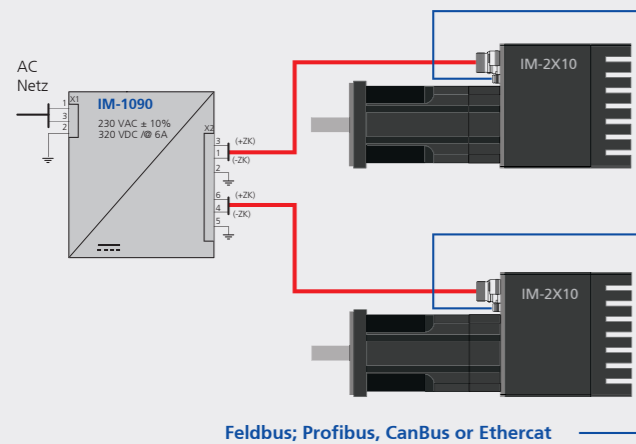 AC
Netz
X1
IM-1090
1
3
2
230 VAC ± 10%
320 VDC /@ 6A
X2
3
(+ZK)
1
(-ZK)
2
6
(+ZK)
4
(-ZK)
5
IM-2X10
IM-2X10
Feldbus; Profibus, CanBus or Ethercat